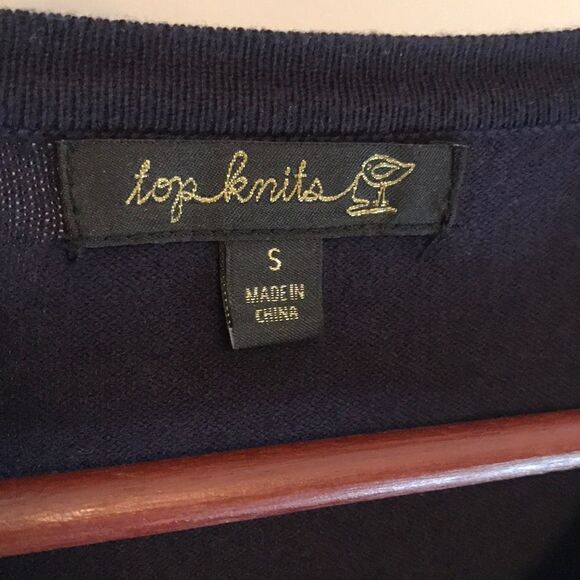 top knits
S
MADE IN
CHINA